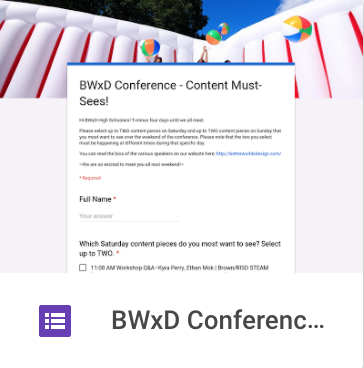 BWxD Conference - Content Must-
Sees!
Hi BWxD High Schoolers! T-minus four days until we all meet.
Please select up to TWO content pieces on Saturday and up to TWO content pieces on Sunday that
you most want to see over the weekend of the conference. Please note that the two you select
must be happening at different times during that specific day.
You can read the bios of the various speakers on our website here: http://betterworldxdesign.com/
~We are so excited to meet you all next weekend!~
* Required
Full Name *
Your answer
Which Saturday content pieces do you most want to see? Select
up to TWO. *
11:00 AM Workshop Q&A--Kyra Perry, Ethan Mok | Brown/RISD STEAM
BWxD Conferenc...